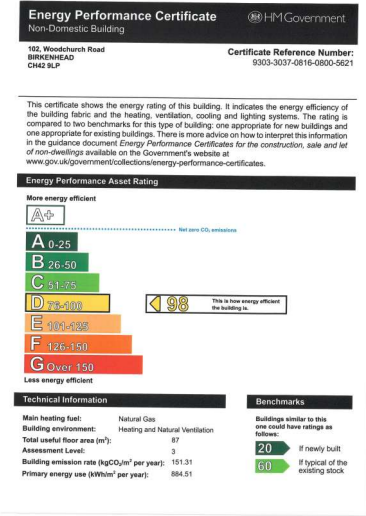 Energy Performance Certificate
HM Government
Non-Domestic Building
102, Woodchurch Road
BIRKENHEAD
CH42 9LP
Certificate Reference Number:
9303-3037-0816-0800-5621
This certificate shows the energy rating of this building. It indicates the energy efficiency of
the building fabric and the heating, ventilation, cooling and lighting systems. The rating is
compared to two benchmarks for this type of building: one appropriate for new buildings and
one appropriate for existing buildings. There is more advice on how to interpret this information
in the guidance document Energy Performance Certificates for the construction, sale and let
of non-dwellings available on the Government's website at
www.gov.uk/government/collections/energy-performance-certificates.
Energy Performance Asset Rating
More energy efficient
A+
Net zero CO₂ emissions
A 0-25
B 26-50
C 51-75
D 76-100
98
This is how energy efficient
the building is.
E 101-125
F 126-150
G Over 150
Less energy efficient
Technical Information
Main heating fuel: Natural Gas
Building environment: Heating and Natural Ventilation
Total useful floor area (m²): 87
Assessment Level: 3
Building emission rate (kgCO₂/m² per year): 151.31
Primary energy use (kWh/m² per year): 884.51
Benchmarks
Buildings similar to this
one could have ratings as
follows:
20 If newly built
60 If typical of the
existing stock